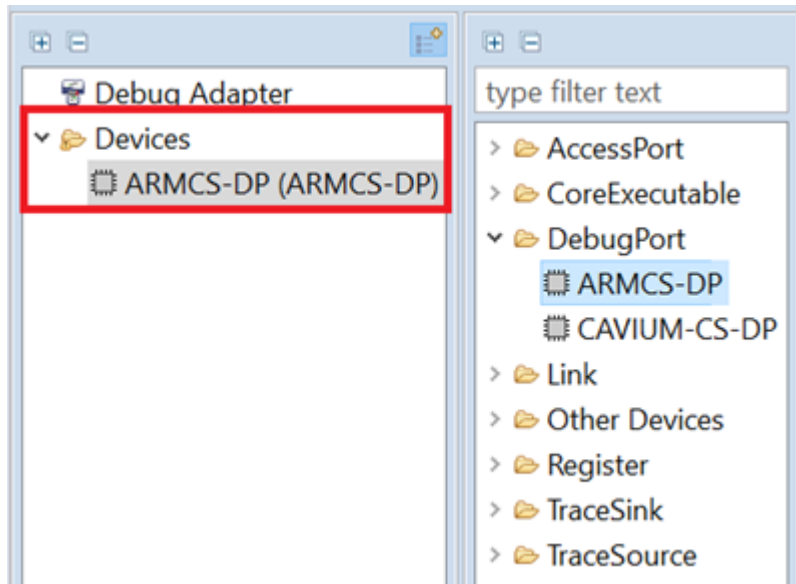 Debug Adapter
Devices
ARMCS-DP (ARMCS-DP)
type filter text
AccessPort
CoreExecutable
DebugPort
ARMCS-DP
CAVIUM-CS-DP
Link
Other Devices
Register
TraceSink
TraceSource